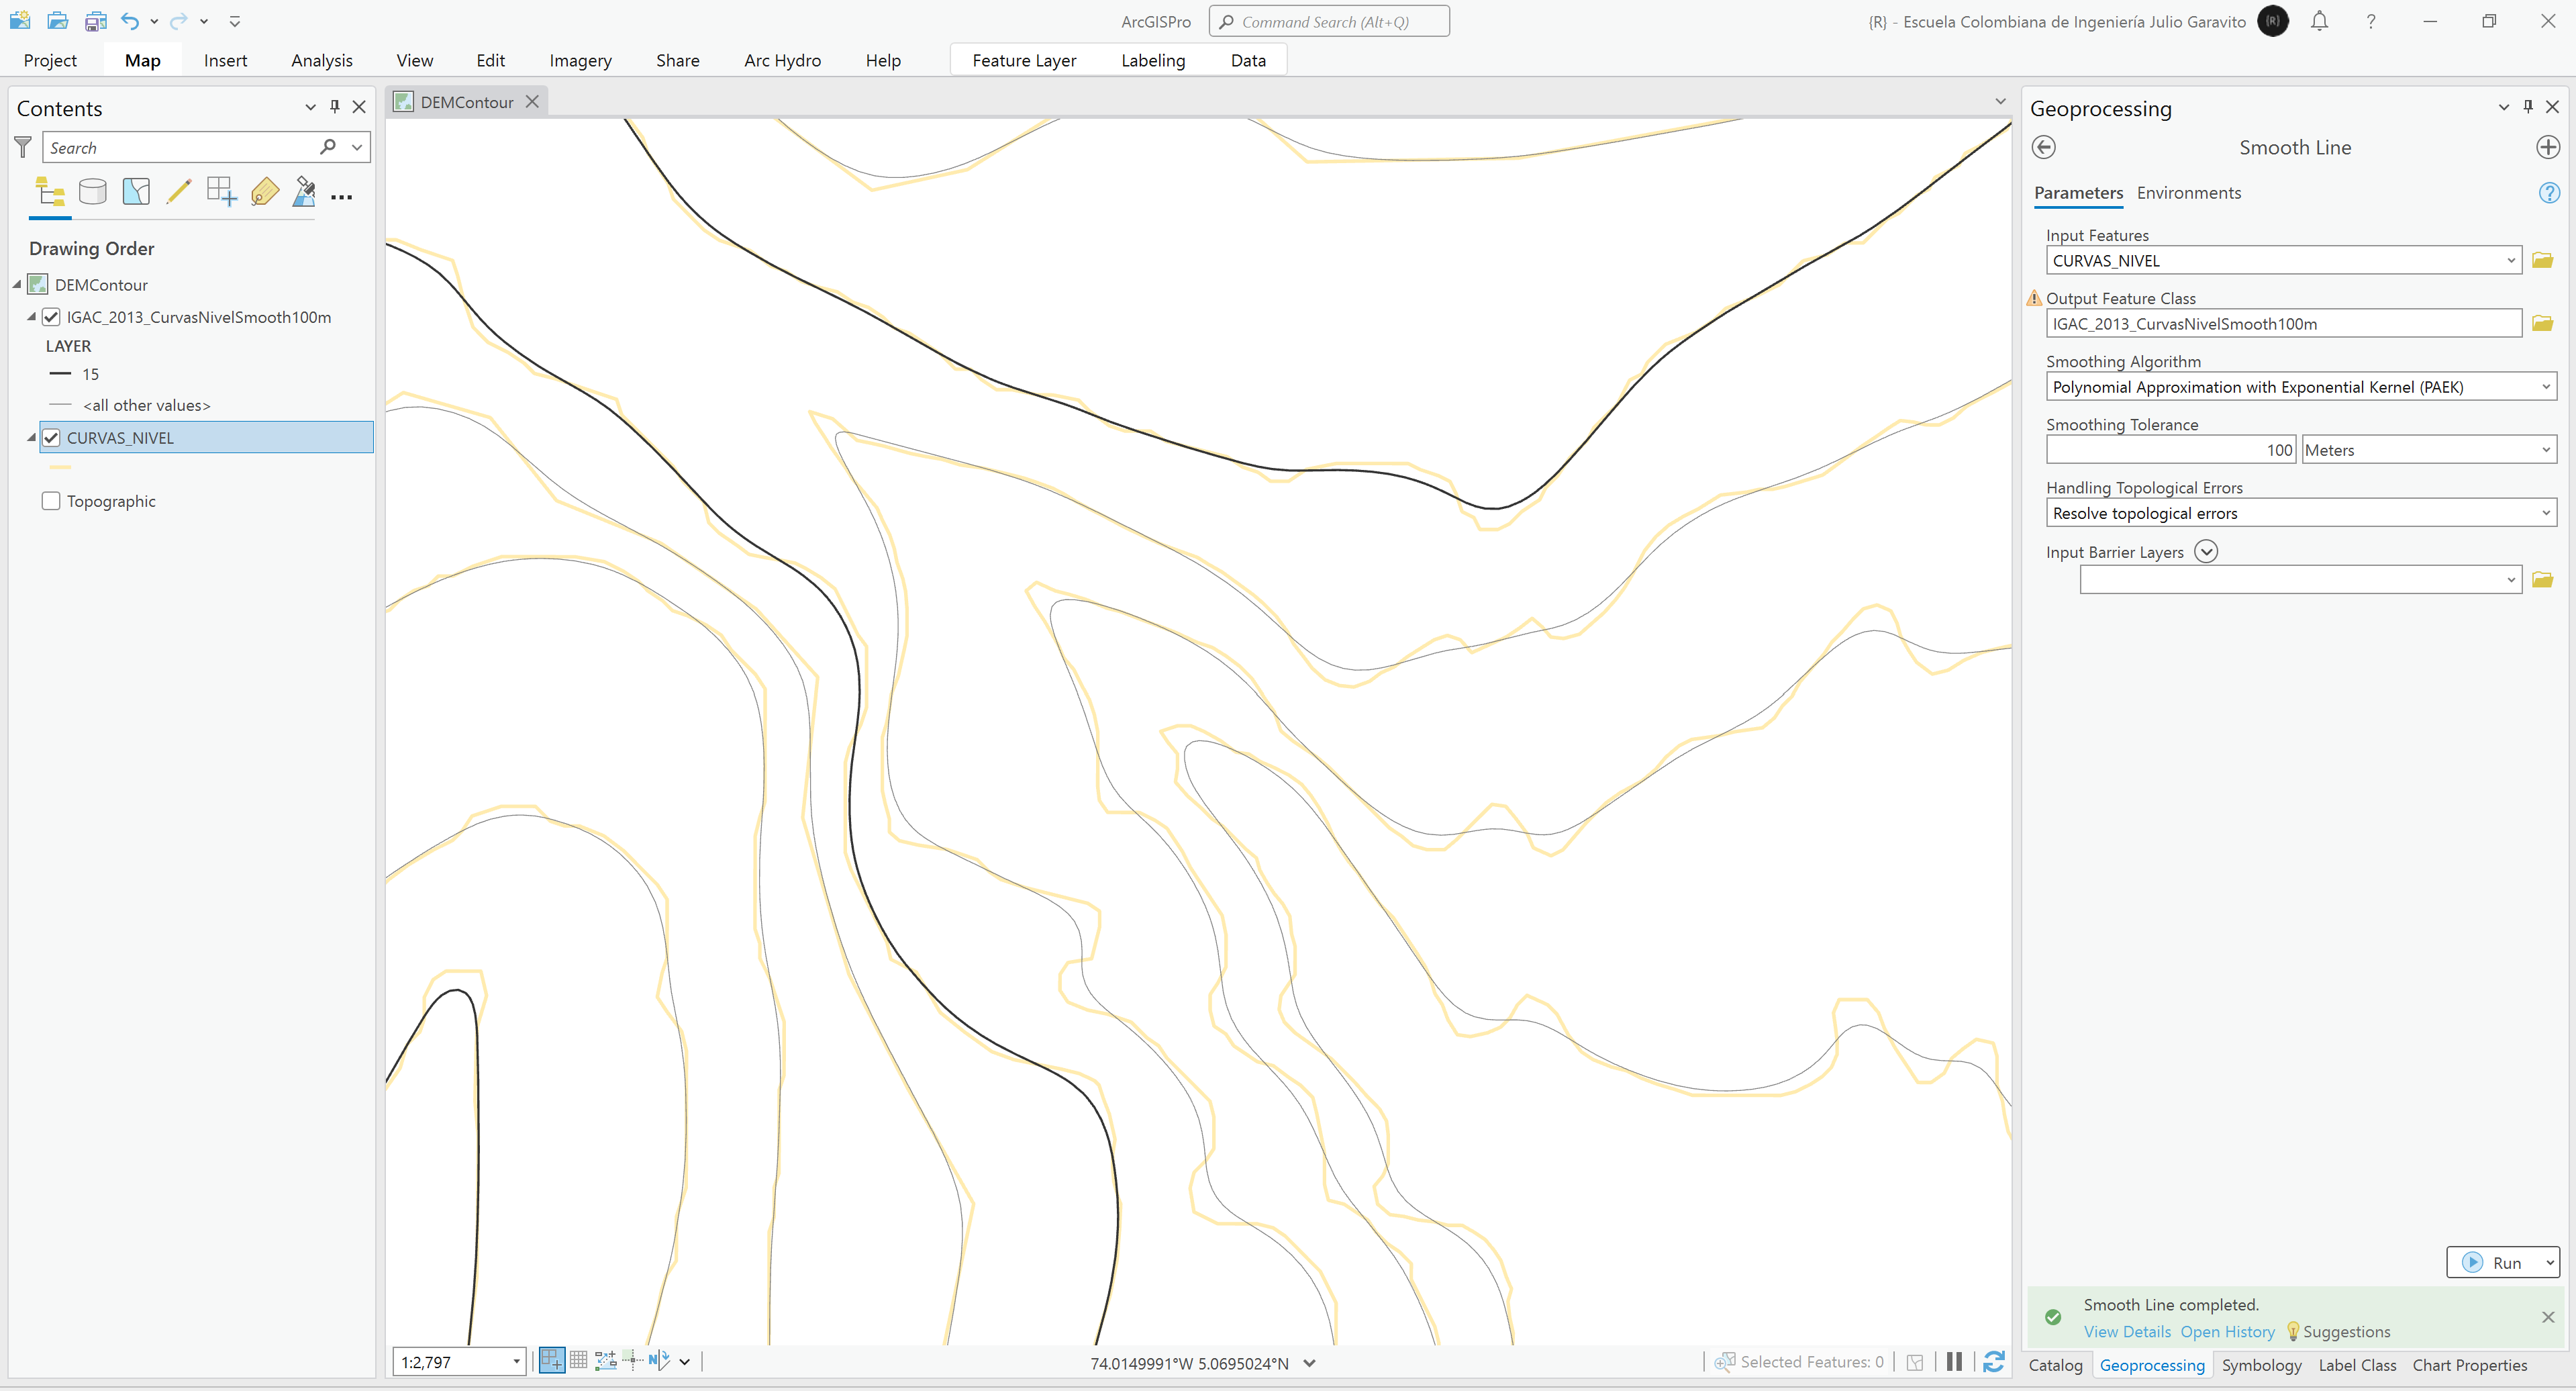 ArcGISPro
Command Search (Alt+Q)
{R} - Escuela Colombiana de Ingeniería Julio Garavito
{R}
?
Project
Map
Insert
Analysis
View
Edit
Imagery
Share
Arc Hydro
Help
Feature Layer
Labeling
Data
Contents
Search
Drawing Order
DEMContour
IGAC_2013_CurvasNivelSmooth100m
LAYER
15
<all other values>
CURVAS_NIVEL
Topographic
DEMContour
1:2,797
N
74.0149991°W 5.0695024°N
Selected Features: 0
Geoprocessing
Smooth Line
Parameters
Environments
?
Input Features
CURVAS_NIVEL
Output Feature Class
IGAC_2013_CurvasNivelSmooth100m
Smoothing Algorithm
Polynomial Approximation with Exponential Kernel (PAEK)
Smoothing Tolerance
100 Meters
Handling Topological Errors
Resolve topological errors
Input Barrier Layers
Run
Smooth Line completed.
View Details Open History Suggestions
Catalog
Geoprocessing
Symbology
Label Class
Chart Properties